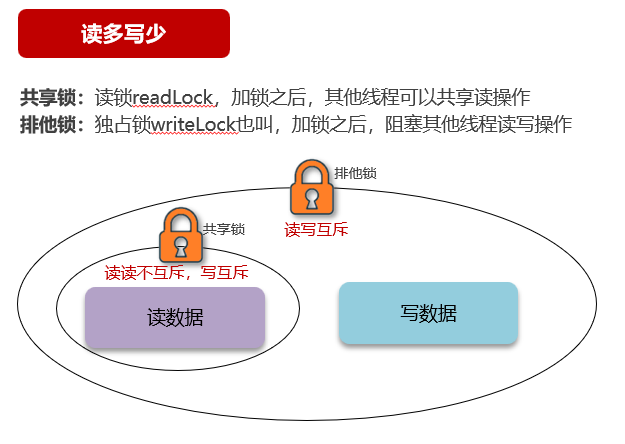 读多写少
共享锁：读锁readLock，加锁之后，其他线程可以共享读操作
排他锁：独占锁writeLock也叫，加锁之后，阻塞其他线程读写操作
排他锁
共享锁
读写互斥
读读不互斥，写互斥
读数据
写数据